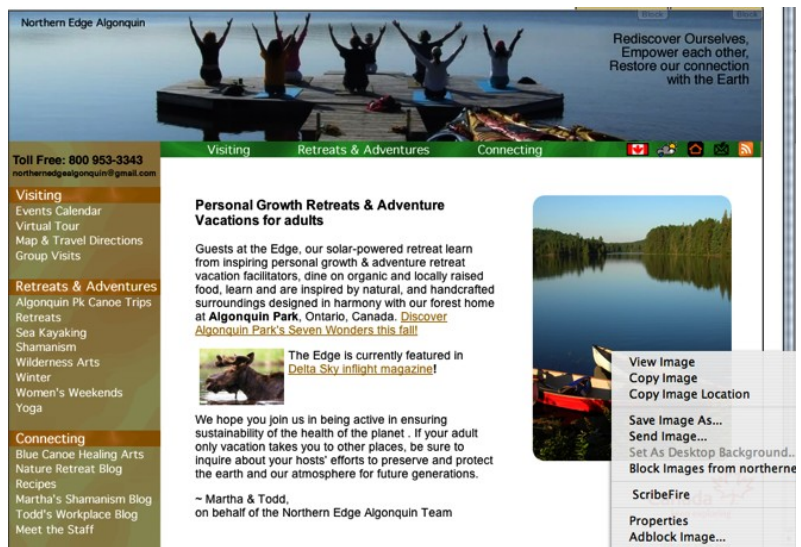 Block
Block
Northern Edge Algonquin
Rediscover Ourselves,
Empower each other,
Restore our connection
with the Earth
Visiting Retreats & Adventures Connecting
Toll Free: 800 953-3343
northernedgealgonquin@gmail.com
Visiting
Events Calendar
Virtual Tour
Map & Travel Directions
Group Visits
Retreats & Adventures
Algonquin Pk Canoe Trips
Retreats
Sea Kayaking
Shamanism
Wilderness Arts
Winter
Women's Weekends
Yoga
Connecting
Blue Canoe Healing Arts
Nature Retreat Blog
Recipes
Martha's Shamanism Blog
Todd's Workplace Blog
Meet the Staff
Personal Growth Retreats & Adventure
Vacations for adults
Guests at the Edge, our solar-powered retreat learn
from inspiring personal growth & adventure retreat
vacation facilitators, dine on organic and locally raised
food, learn and are inspired by natural, and handcrafted
surroundings designed in harmony with our forest home
at Algonquin Park, Ontario, Canada. Discover
Algonquin Park's Seven Wonders this fall!
The Edge is currently featured in
Delta Sky inflight magazine!
We hope you join us in being active in ensuring
sustainability of the health of the planet . If your adult
only vacation takes you to other places, be sure to
inquire about your hosts' efforts to preserve and protect
the earth and our atmosphere for future generations.
~ Martha & Todd,
on behalf of the Northern Edge Algonquin Team
View Image
Copy Image
Copy Image Location
Save Image As...
Send Image...
Set As Desktop Background...
Block Images from northerne
ScribeFire
Properties
Adblock Image...